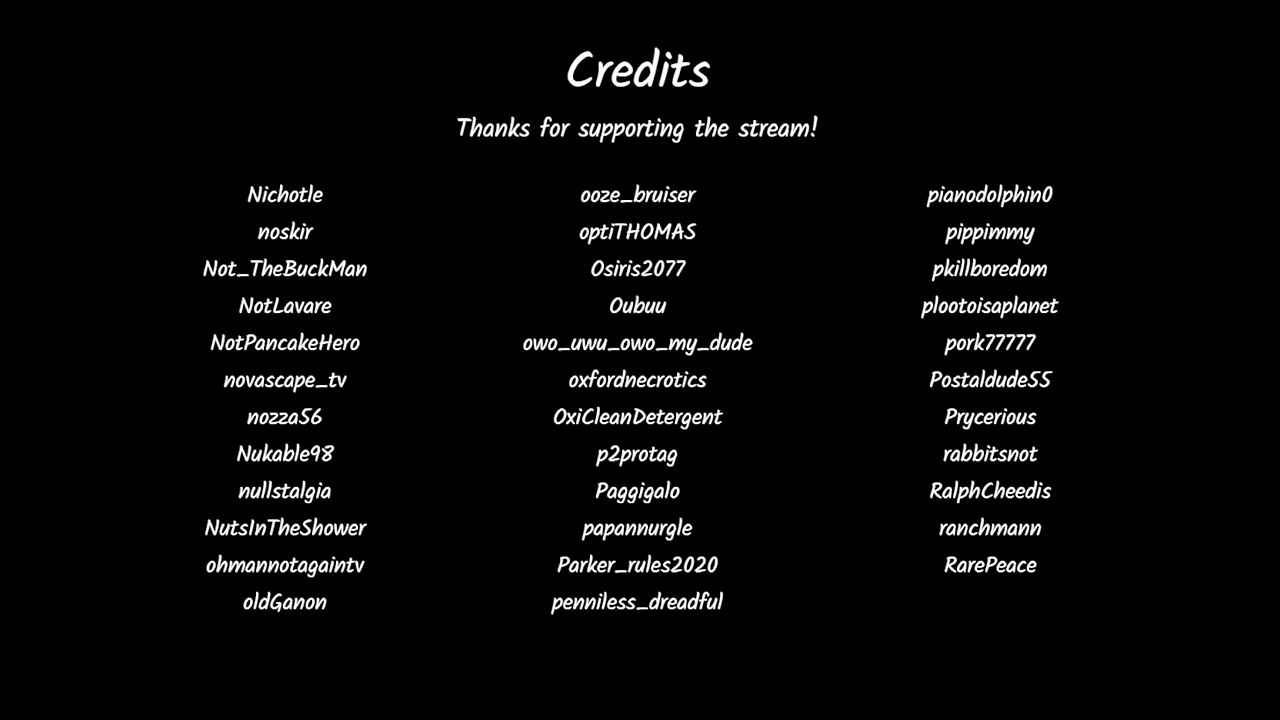 Credits
Thanks for supporting the stream!
Nichotle
noskir
Not_TheBuckMan
NotLavare
NotPancakeHero
novascape_tv
nozza56
Nukable98
nullstalgia
NutsInTheShower
ohmannotagaintv
oldGanon
ooze_bruiser
optiTHOMAS
Osiris2077
Oubuu
owo_uwu_owo_my_dude
oxfordnecrotics
OxiCleanDetergent
p2protag
Paggigalo
papannurgle
Parker_rules2020
penniless_dreadful
pianodolphin0
pippimmy
pkillboredom
plootoisaplanet
pork77777
Postaldude55
Prycerious
rabbitsnot
RalphCheedis
ranchmann
RarePeace